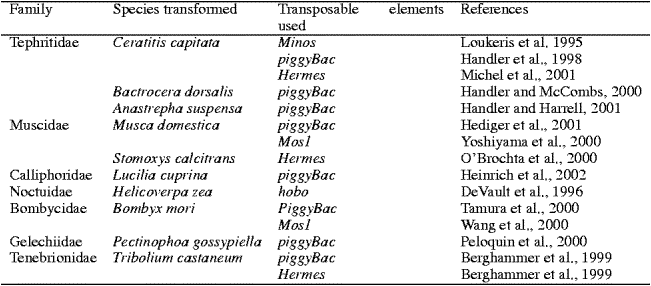 Family Species transformed Transposable elements References
used
Tephritidae Ceratitis capitata Minos Loukeris et al. 1995
piggyBac Handler et al., 1998
Hermes Michel et al., 2001
Bactrocera dorsalis piggyBac Handler and McCombs, 2000
Anastrepha suspensa piggyBac Handler and Harrell, 2001
Muscidae Musca domestica piggyBac Hediger et al., 2001
Mos1 Yoshiyama et al., 2000
Stomoxys calcitrans Hermes O'Brochta et al., 2000
Calliphoridae Lucilia cuprina piggyBac Heinrich et al., 2002
Noctuidae Helicoverpa zea hobo DeVault et al., 1996
Bombycidae Bombyx mori PiggyBac Tamura et al., 2000
Mos1 Wang et al., 2000
Gelechiidae Pectinophoa gossypiella piggyBac Peloquin et al., 2000
Tenebrionidae Tribolium castaneum piggyBac Berghammer et al., 1999
Hermes Berghammer et al., 1999